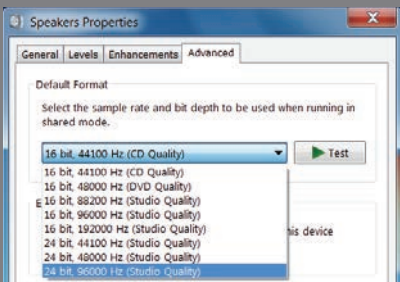 Speakers Properties
General Levels Enhancements Advanced
Default Format
Select the sample rate and bit depth to be used when running in
shared mode.
16 bit, 44100 Hz (CD Quality)
Test
16 bit, 44100 Hz (CD Quality)
16 bit, 48000 Hz (DVD Quality)
16 bit, 88200 Hz (Studio Quality)
16 bit, 96000 Hz (Studio Quality)
16 bit, 192000 Hz (Studio Quality)
24 bit, 44100 Hz (Studio Quality)
24 bit, 48000 Hz (Studio Quality)
24 bit, 96000 Hz (Studio Quality)
his device